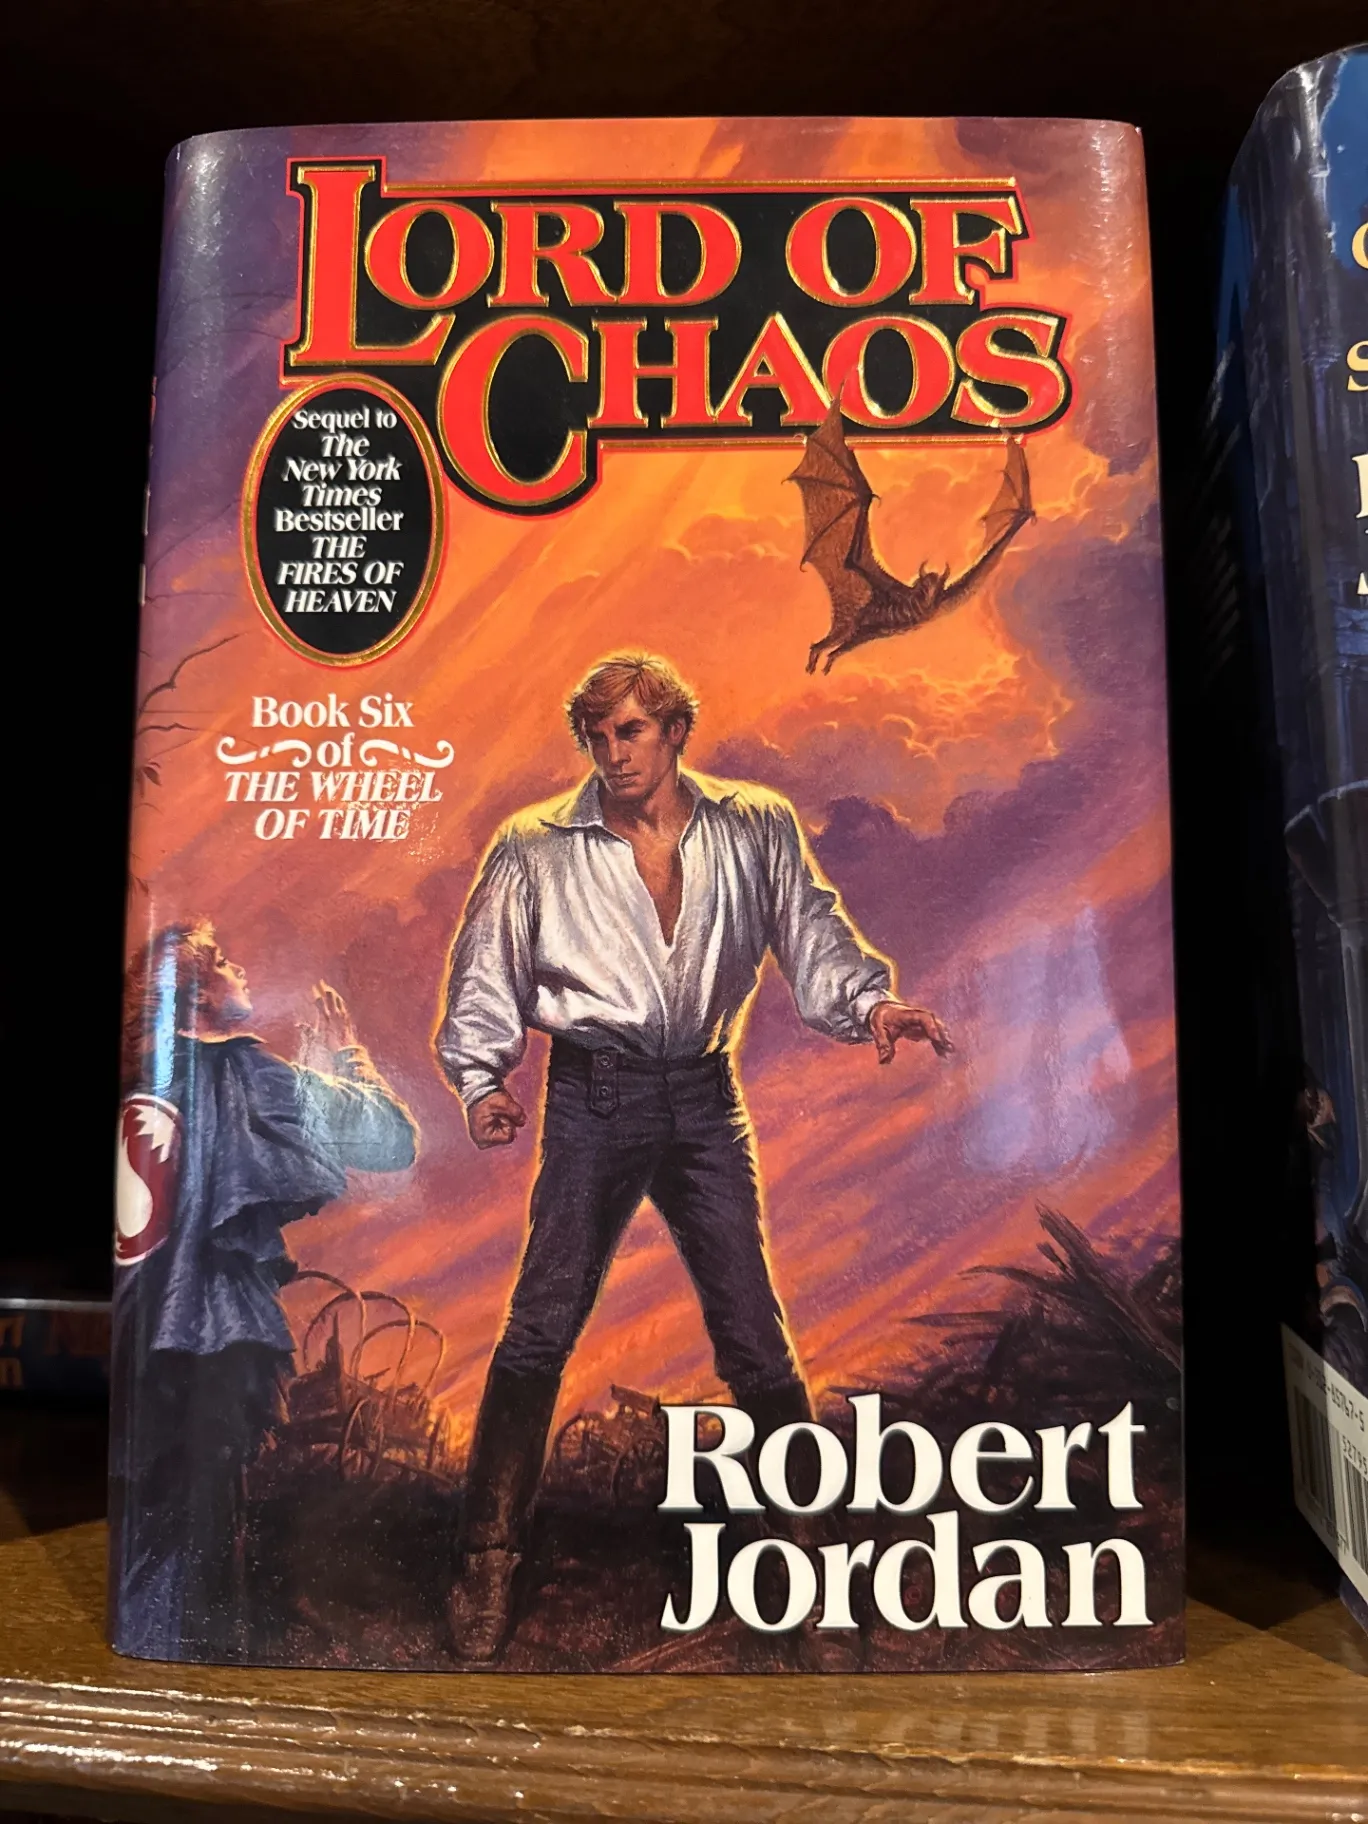 LORD OF
CHAOS
Sequel to
The
New York
Times
Bestseller
THE
FIRES OF
HEAVEN
Book Six
of
THE WHEEL
OF TIME
Robert
Jordan